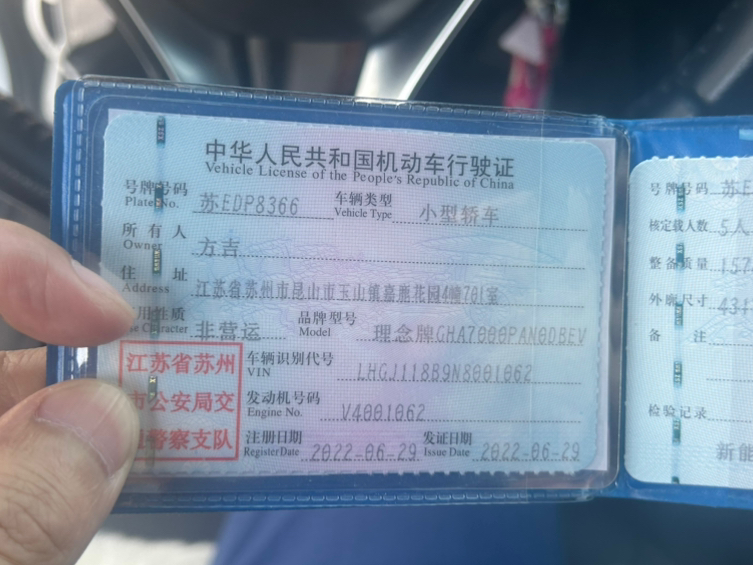 中华人民共和国机动车行驶证
Vehicle License of the People's Republic of China
号牌号码 苏EDP8366 车辆类型 小型轿车
Plate No. Vehicle Type
所有人 方吉
Owner
住址 江苏省苏州市昆山市玉山镇嘉鹿花园4幢701室
Address
用性质 非营运 品牌型号 理念牌GHA7000PAN0DBEV
Character Model
江苏省苏州
市公安局交
警察支队
车辆识别代号 LHGJ118B9N8001062
VIN
发动机号码 V4001062
Engine No.
注册日期 2022-06-29 发证日期 2022-06-29
Register Date Issue Date
号牌号码 苏E
核定载人数 5人
整备质量 157
外廓尺寸 431
备注
检验记录
新能